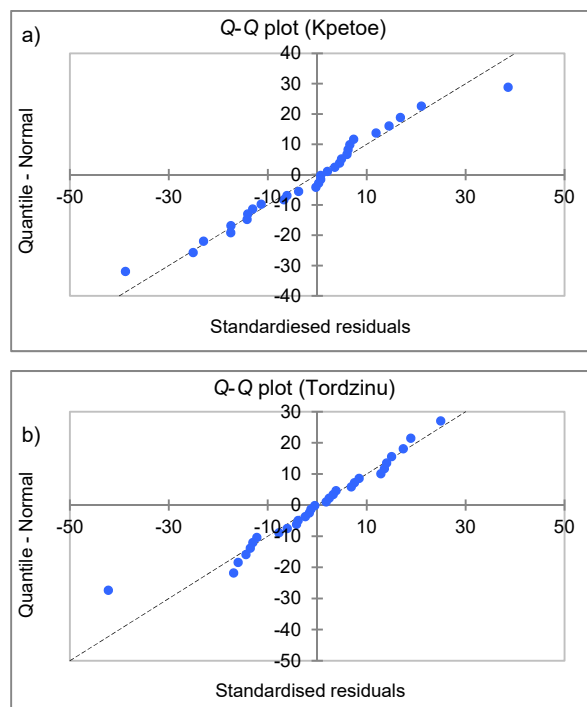 a)
Q-Q plot (Kpetoe)
40
30
20
10
0
-10
-20
-30
-40
-50 -30 -10 10 30 50
Quantile - Normal
Standardiesed residuals
b)
Q-Q plot (Tordzinu)
30
20
10
0
-10
-20
-30
-40
-50
-50 -30 -10 10 30 50
Quantile - Normal
Standardised residuals